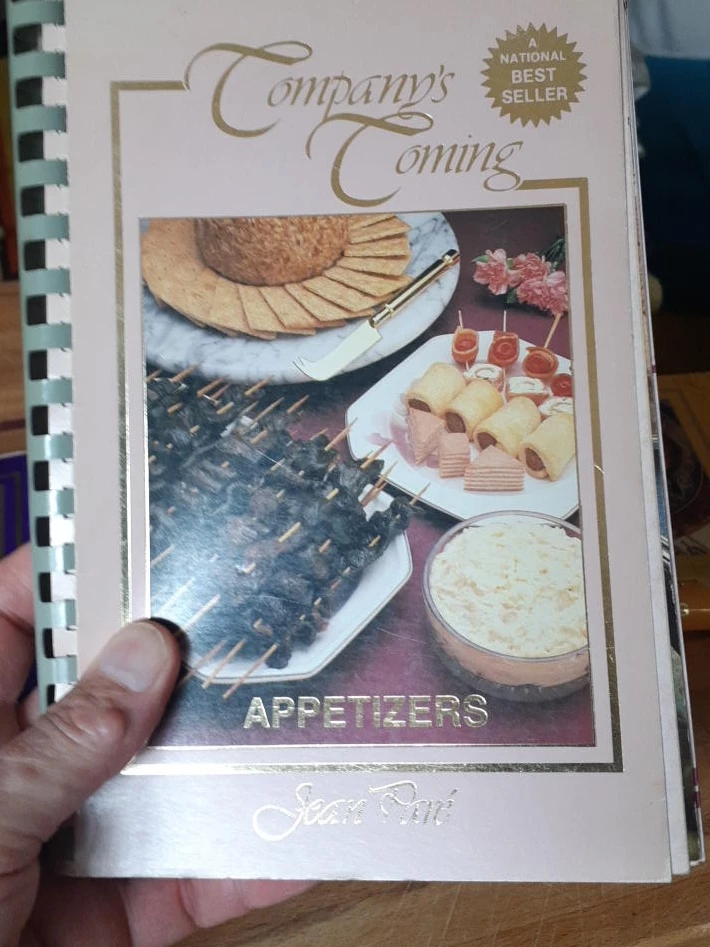 Company's
Coming
A
NATIONAL
BEST
SELLER
APPETIZERS
Jean Paré